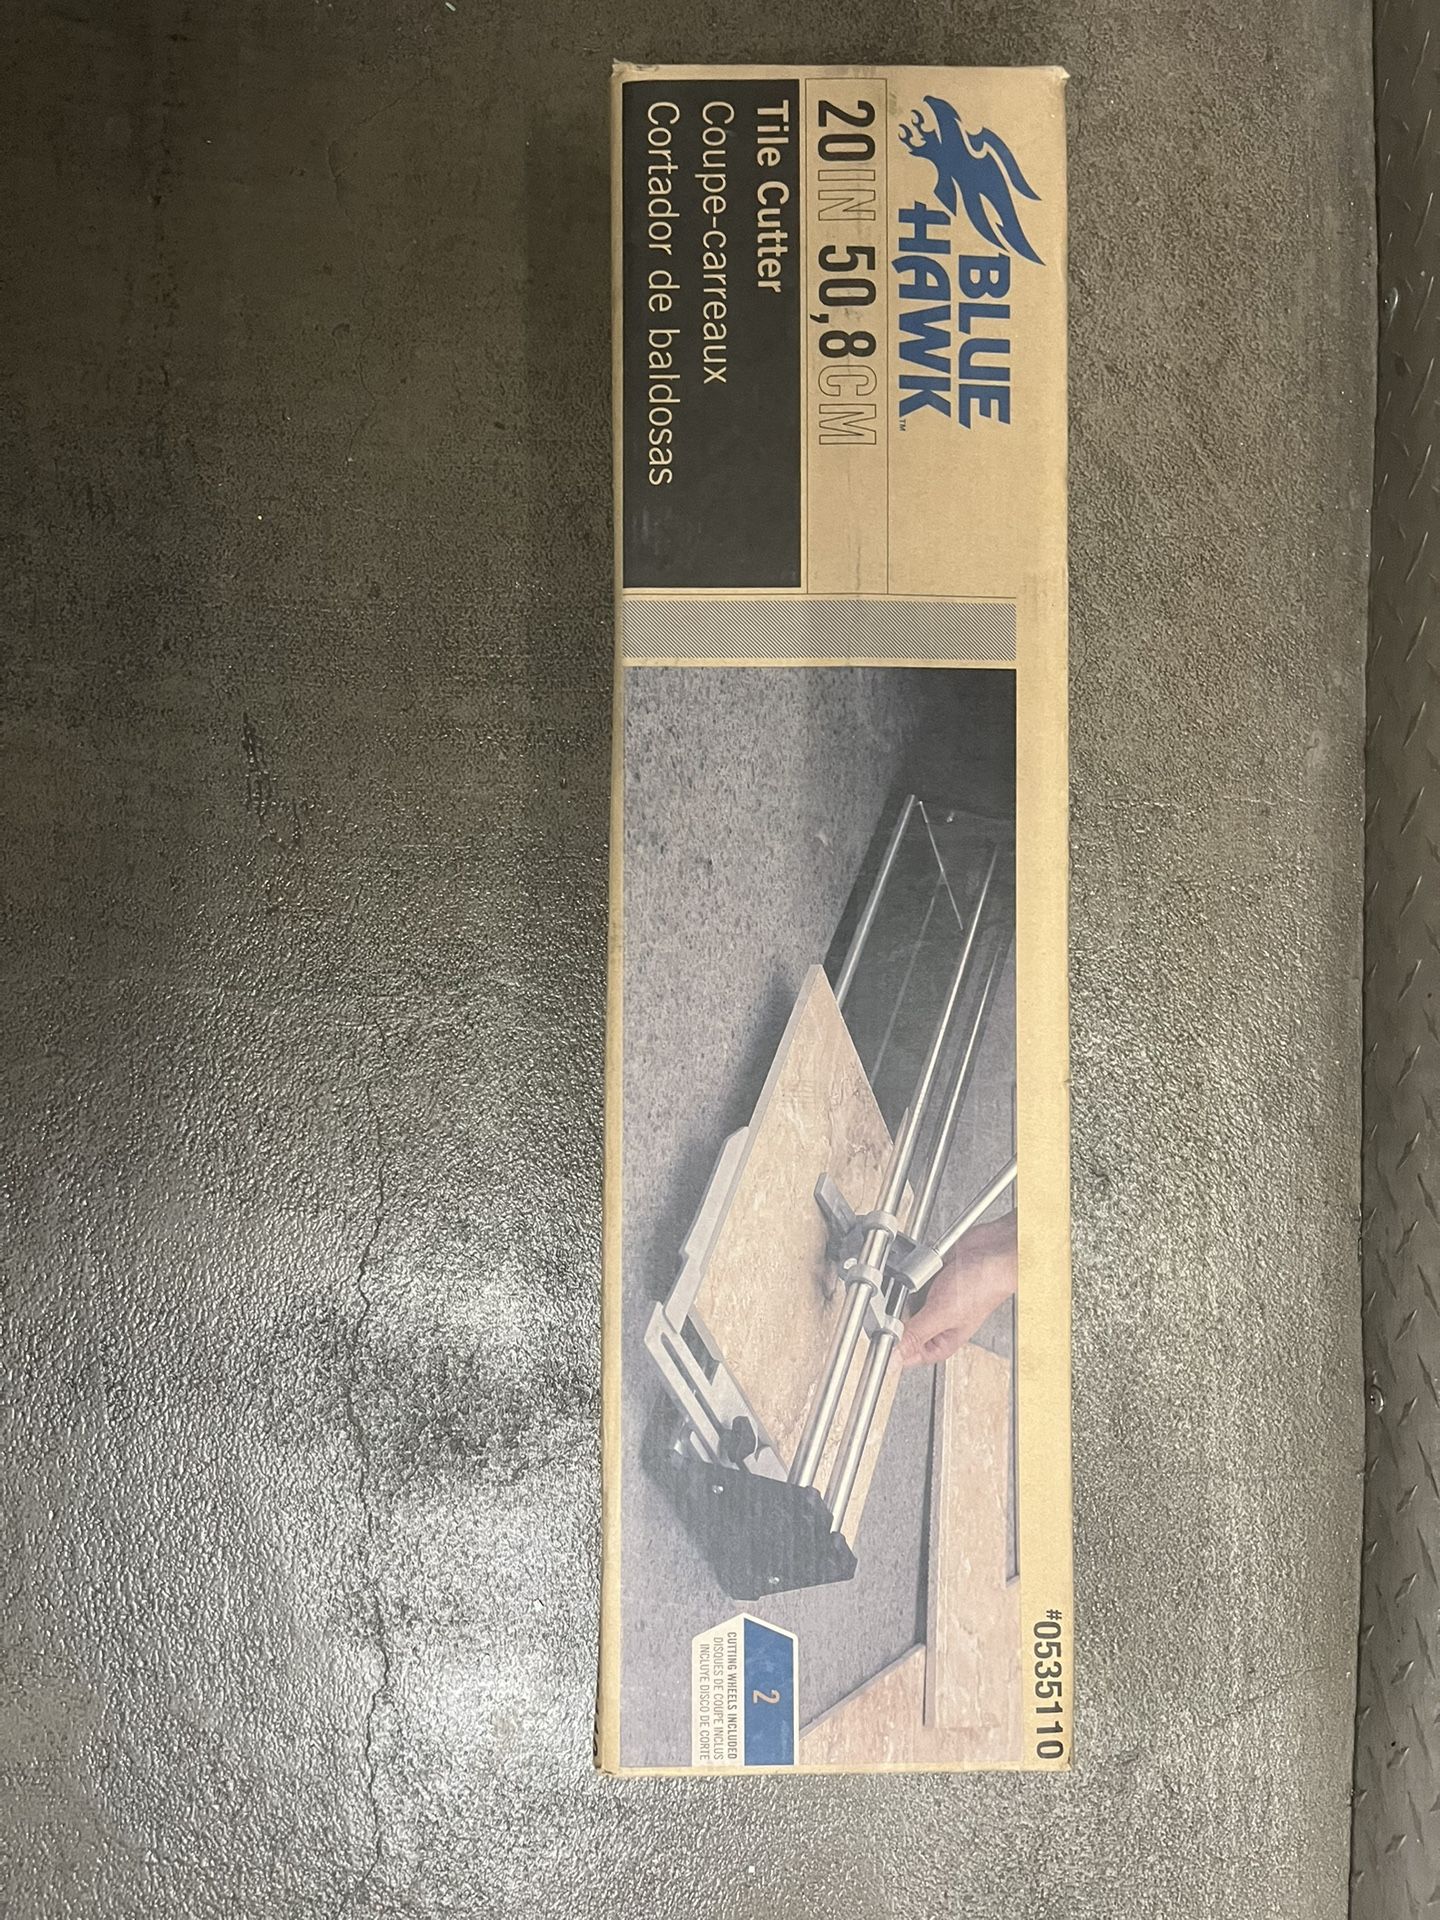 BLUE
HAWK™
20IN 50,8CM
Tile Cutter
Coupe-carreaux
Cortador de baldosas
#0535110
2
CUTTING WHEELS INCLUDED
DISQUES DE COUPE INCLUS
INCLUYE DISCO DE CORTE